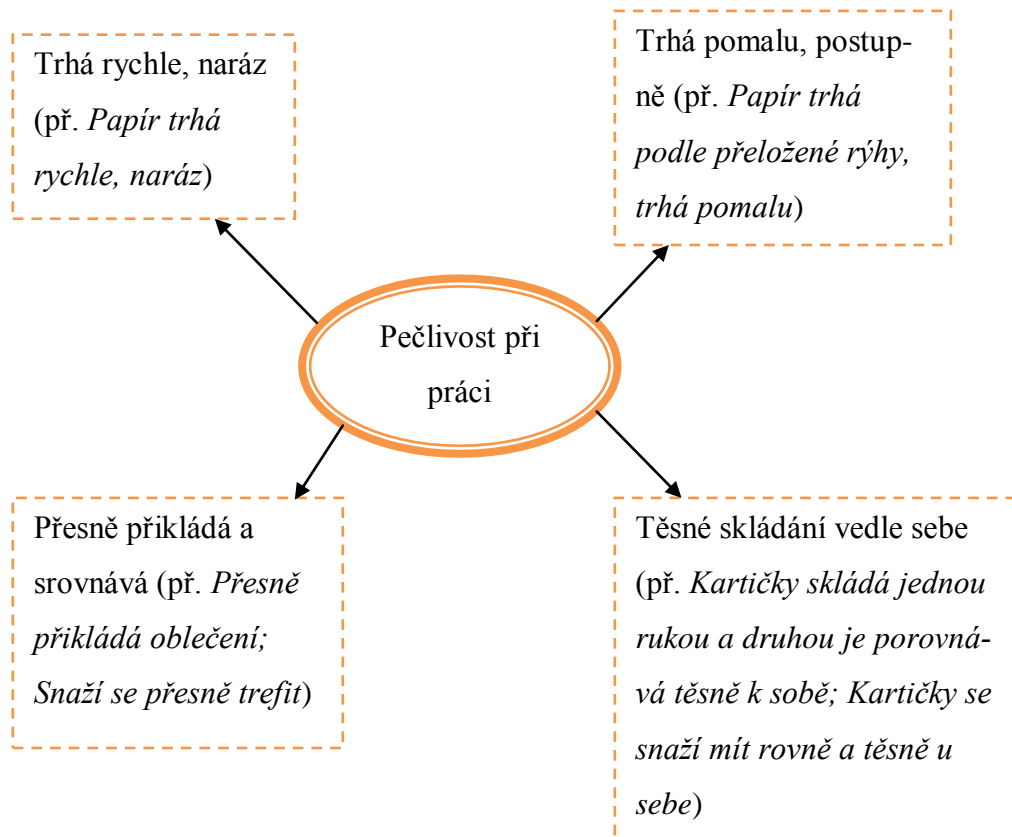 Trhá rychle, naráz
(př. Papír trhá
rychle, naráz)
Trhá pomalu, postup-
ně (př. Papír trhá
podle přeložené rýhy,
trhá pomalu)
Pečlivost při
práci
Přesně přikládá a
srovnává (př. Přesně
přikládá oblečení;
Snaží se přesně trefit)
Těsné skládání vedle sebe
(př. Kartičky skládá jednou
rukou a druhou je porovná-
vá těsně k sobě; Kartičky se
snaží mít rovně a těsně u
sebe)